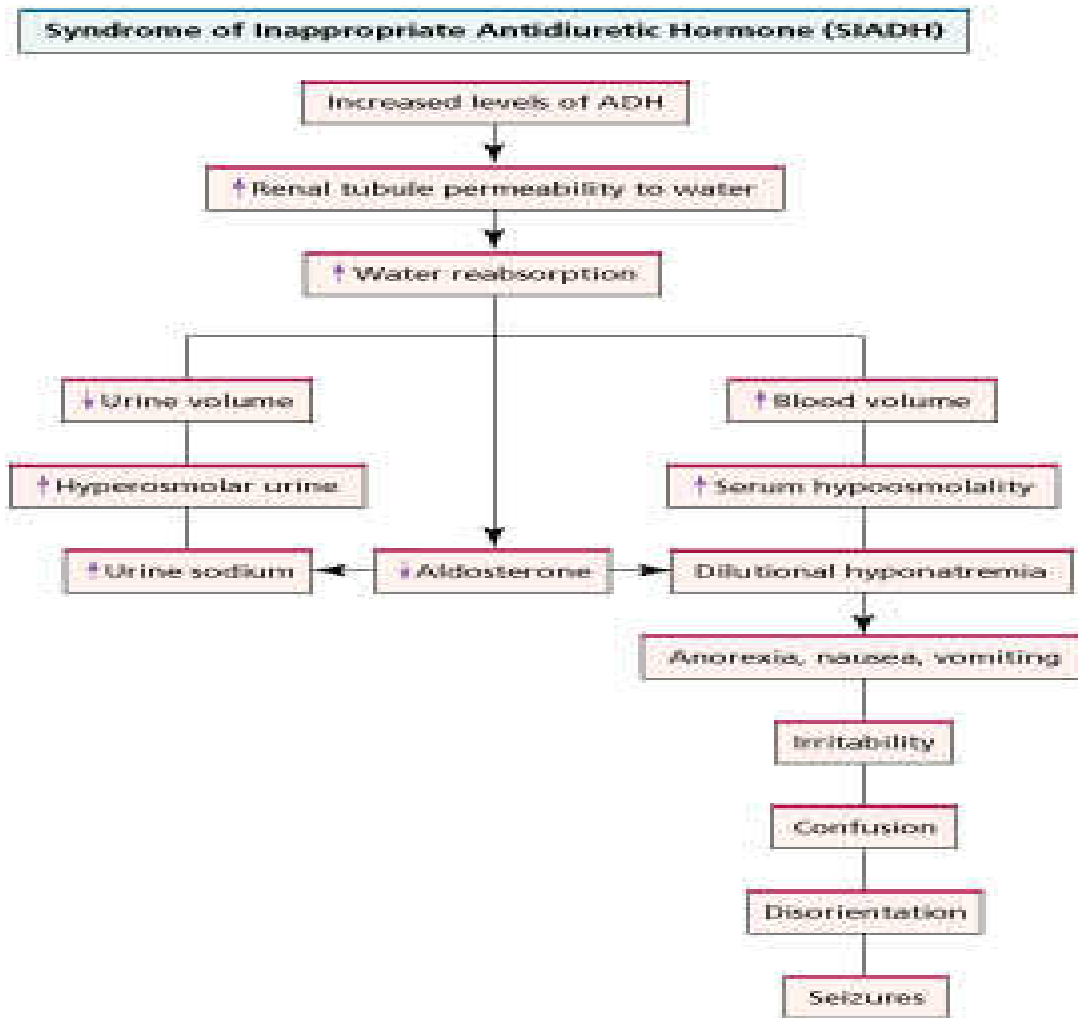 Syndrome of Inappropriate Antidiuretic Hormone (SIADH)
Increased levels of ADH
↑ Renal tubule permeability to water
↑ Water reabsorption
↓ Urine volume
↑ Blood volume
↑ Hyperosmolar urine
↑ Serum hypoosmolality
↑ Urine sodium
↓ Aldosterone
Dilutional hyponatremia
Anorexia, nausea, vomiting
Irritability
Confusion
Disorientation
Seizures